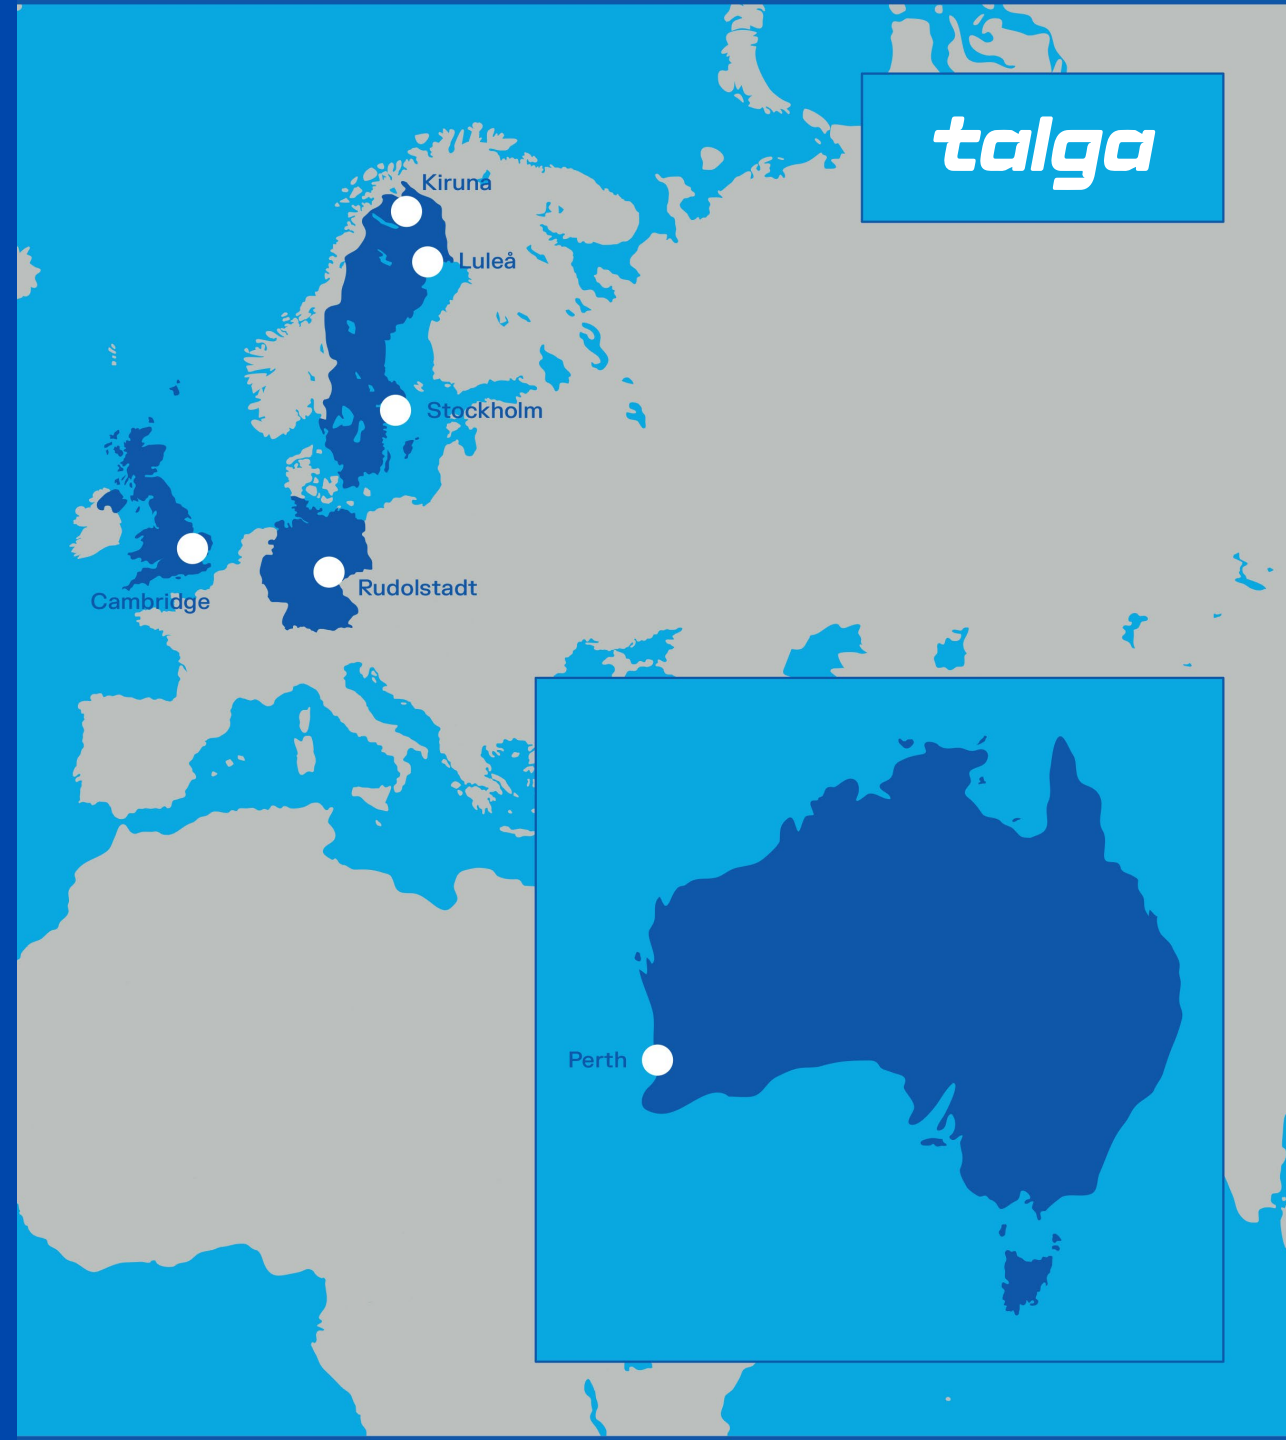 talga
Kiruna
Luleå
Stockholm
Cambridge
Rudolstadt
Perth